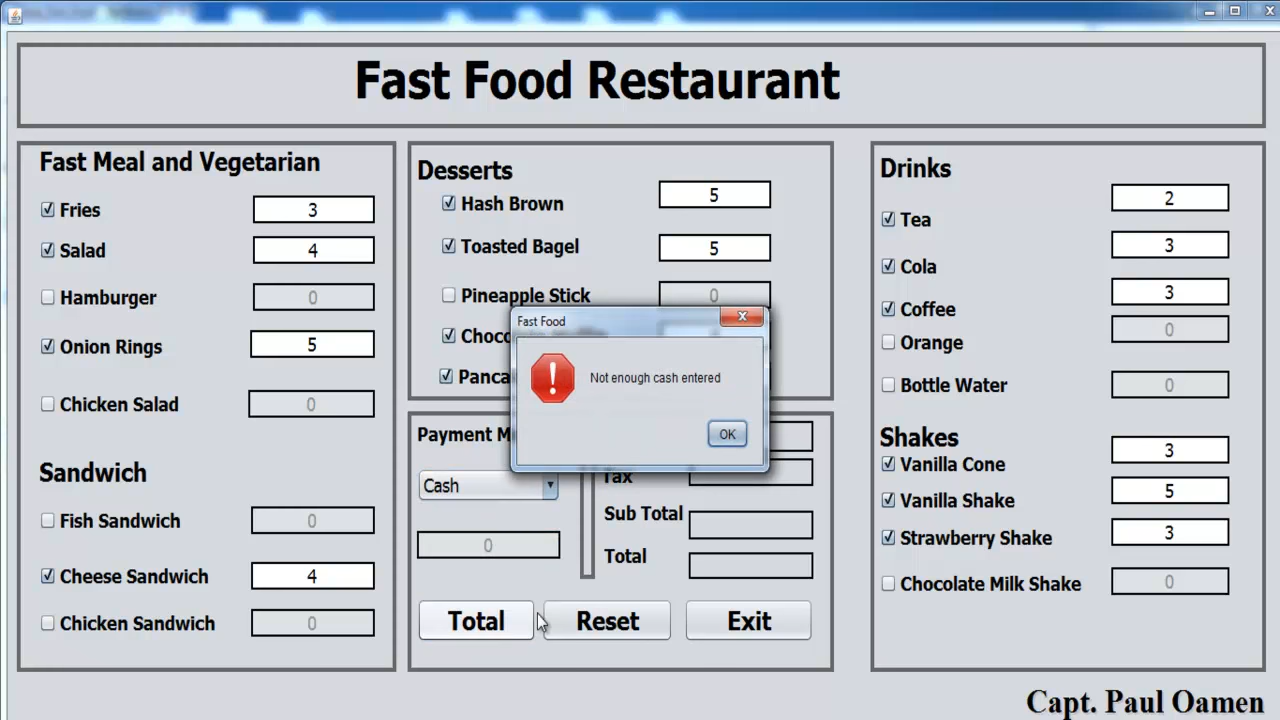 Fast Food Restaurant
Fast Meal and Vegetarian
Fries 3
Salad 4
Hamburger 0
Onion Rings 5
Chicken Salad 0
Sandwich
Fish Sandwich 0
Cheese Sandwich 4
Chicken Sandwich 0
Desserts
Hash Brown 5
Toasted Bagel 5
Pineapple Stick 0
Choc
Panca
Fast Food
Not enough cash entered
OK
Payment M
Cash
0
Tax
Sub Total
Total
Total Reset Exit
Drinks
Tea 2
Cola 3
Coffee 3
Orange 0
Bottle Water 0
Shakes
Vanilla Cone 3
Vanilla Shake 5
Strawberry Shake 3
Chocolate Milk Shake 0
Capt. Paul Oamen